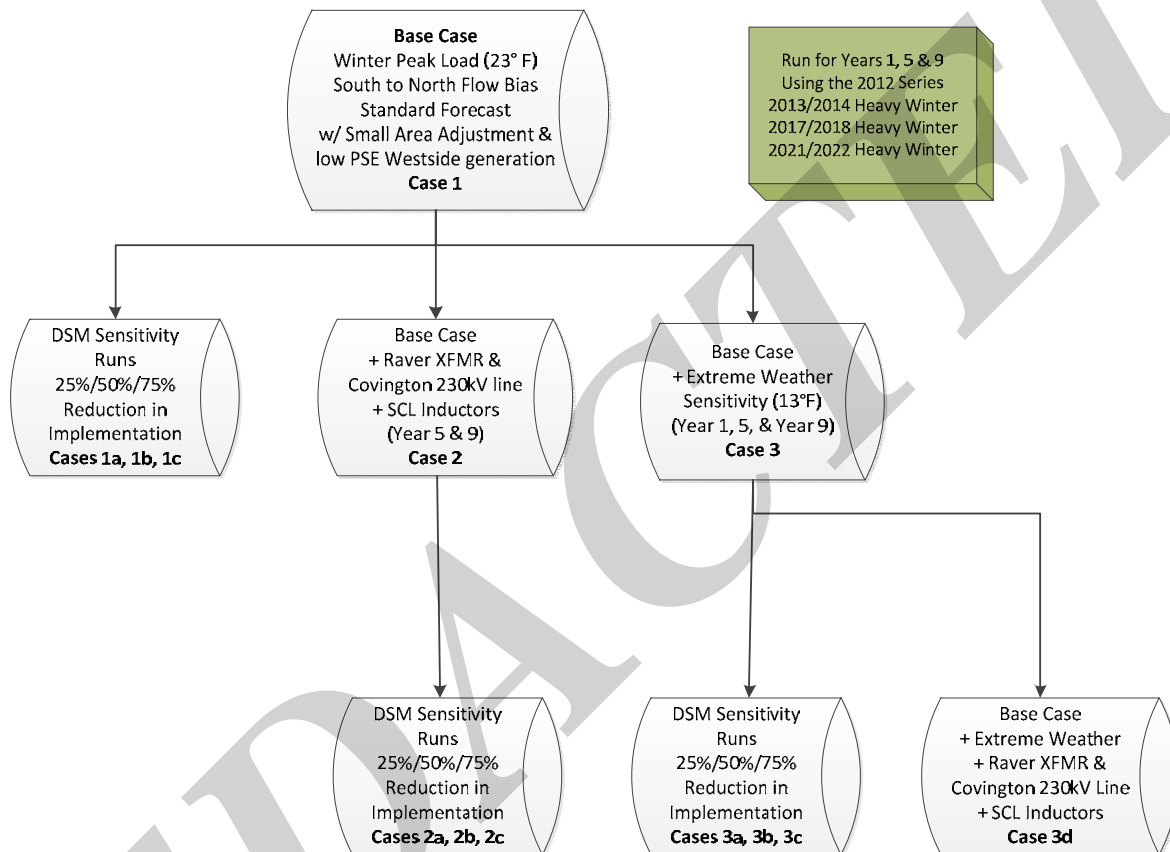 Base Case
Winter Peak Load (23° F)
South to North Flow Bias
Standard Forecast
w/ Small Area Adjustment &
low PSE Westside generation
Case 1
Run for Years 1, 5 & 9
Using the 2012 Series
2013/2014 Heavy Winter
2017/2018 Heavy Winter
2021/2022 Heavy Winter
DSM Sensitivity
Runs
25%/50%/75%
Reduction in
Implementation
Cases 1a, 1b, 1c
Base Case
+ Raver XFMR &
Covington 230kV line
+ SCL Inductors
(Year 5 & 9)
Case 2
Base Case
+ Extreme Weather
Sensitivity (13°F)
(Year 1, 5, & Year 9)
Case 3
DSM Sensitivity
Runs
25%/50%/75%
Reduction in
Implementation
Cases 2a, 2b, 2c
DSM Sensitivity
Runs
25%/50%/75%
Reduction in
Implementation
Cases 3a, 3b, 3c
Base Case
+ Extreme Weather
+ Raver XFMR &
Covington 230kV Line
+ SCL Inductors
Case 3d